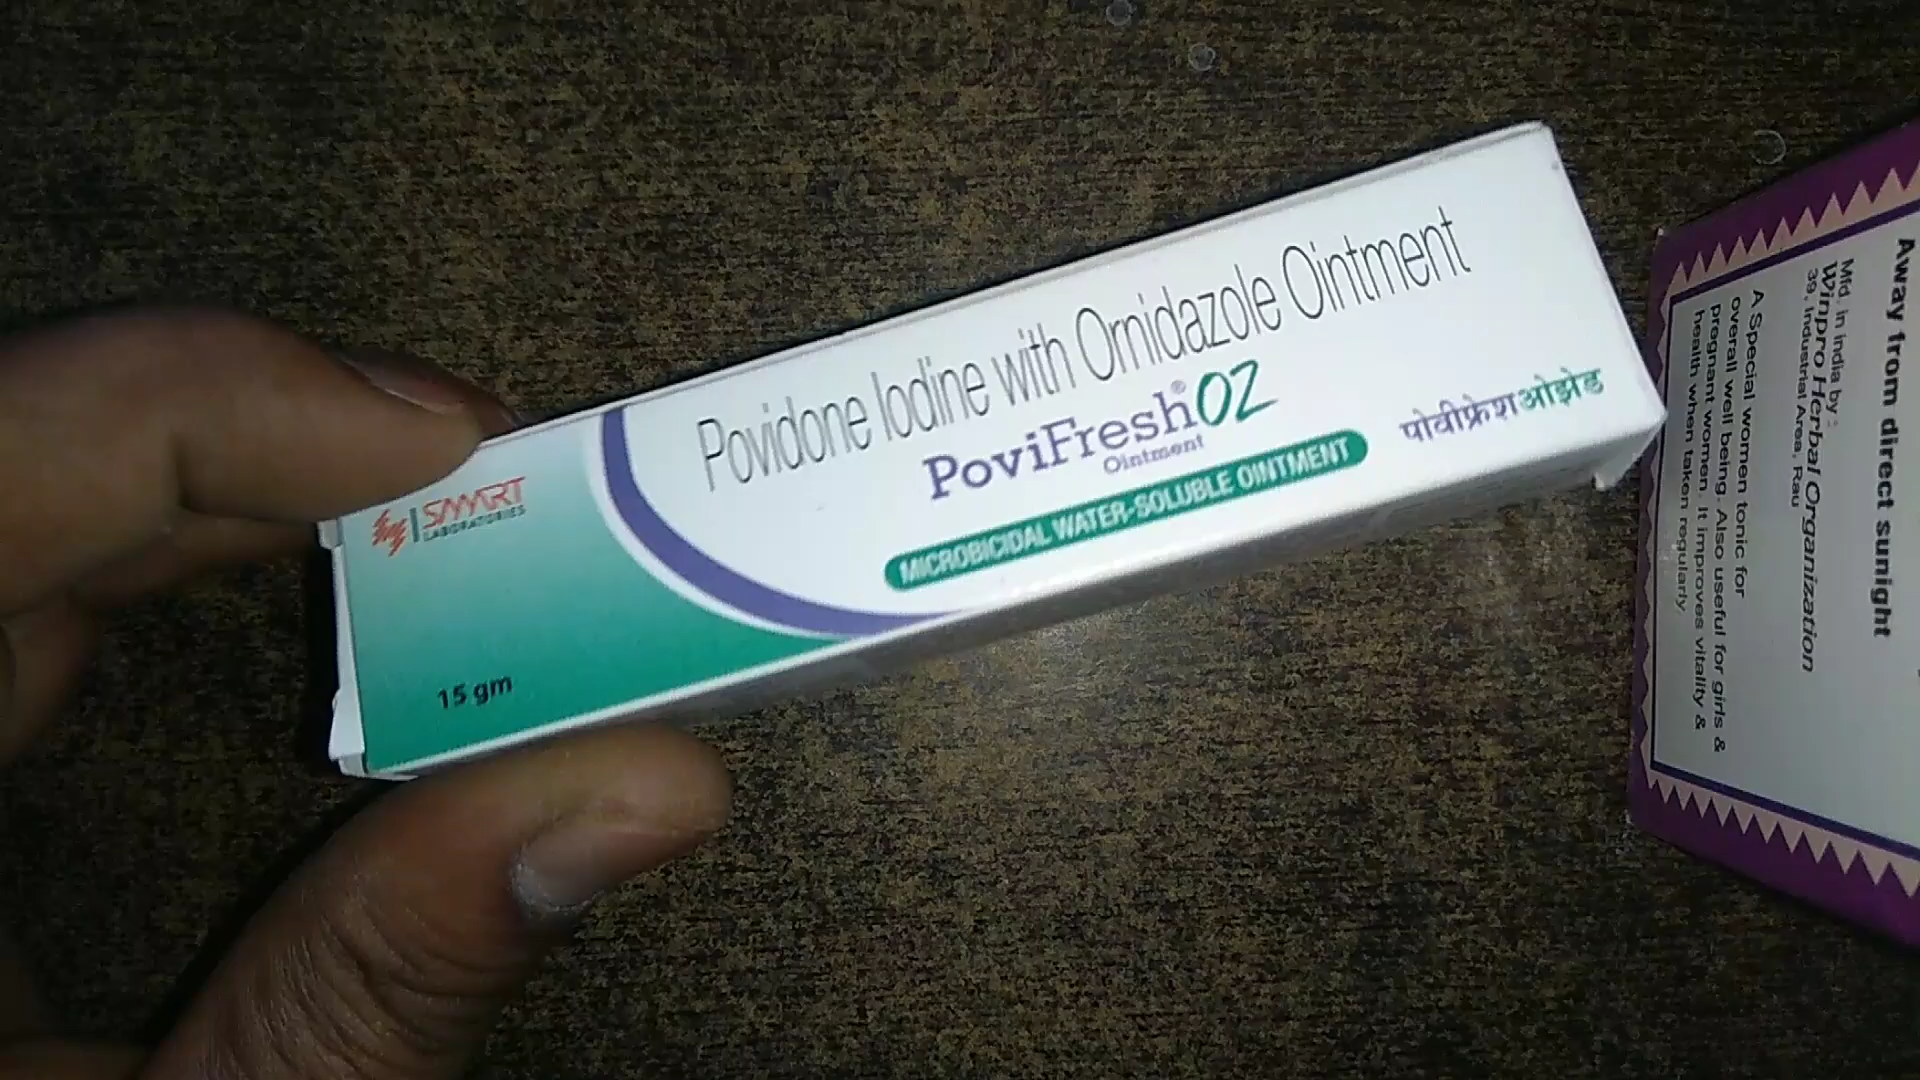 Povidone Iodine with Ornidazole Ointment
PoviFresh® OZ
Ointment
पोवीफ्रेश ओझेड
MICROBICIDAL WATER-SOLUBLE OINTMENT
SMART
LABORATORIES
15 gm
Away from direct sunight
Mfd. in india by :
Winpro Herbal Organization
39, Industrial Area, Rau
A Special women tonic for
overall well being. Also useful for girls &
pregnant women. It improves vitality &
health when taken regularly.